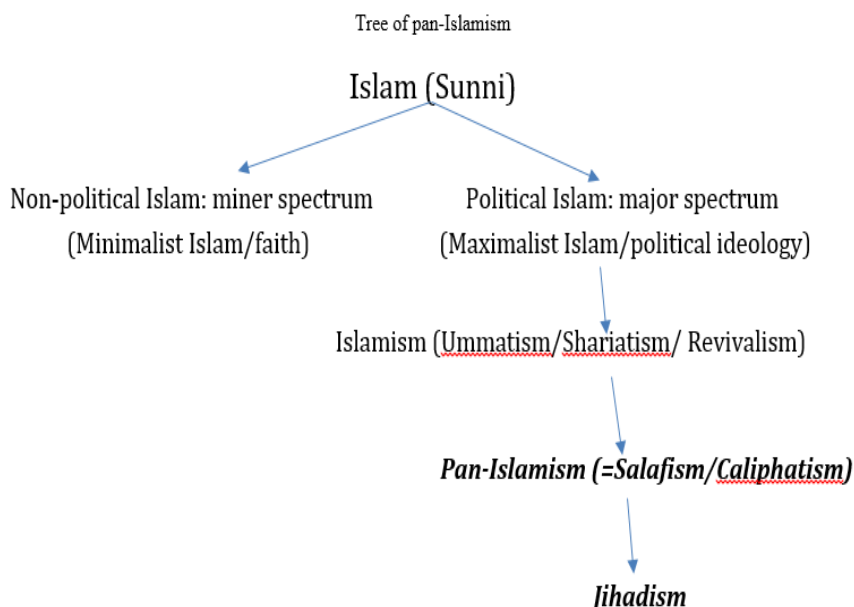 Tree of pan-Islamism
Islam (Sunni)
Non-political Islam: miner spectrum
(Minimalist Islam/faith)
Political Islam: major spectrum
(Maximalist Islam/political ideology)
Islamism (Ummatism/Shariatism/ Revivalism)
Pan-Islamism (=Salafism/Caliphatism)
Jihadism